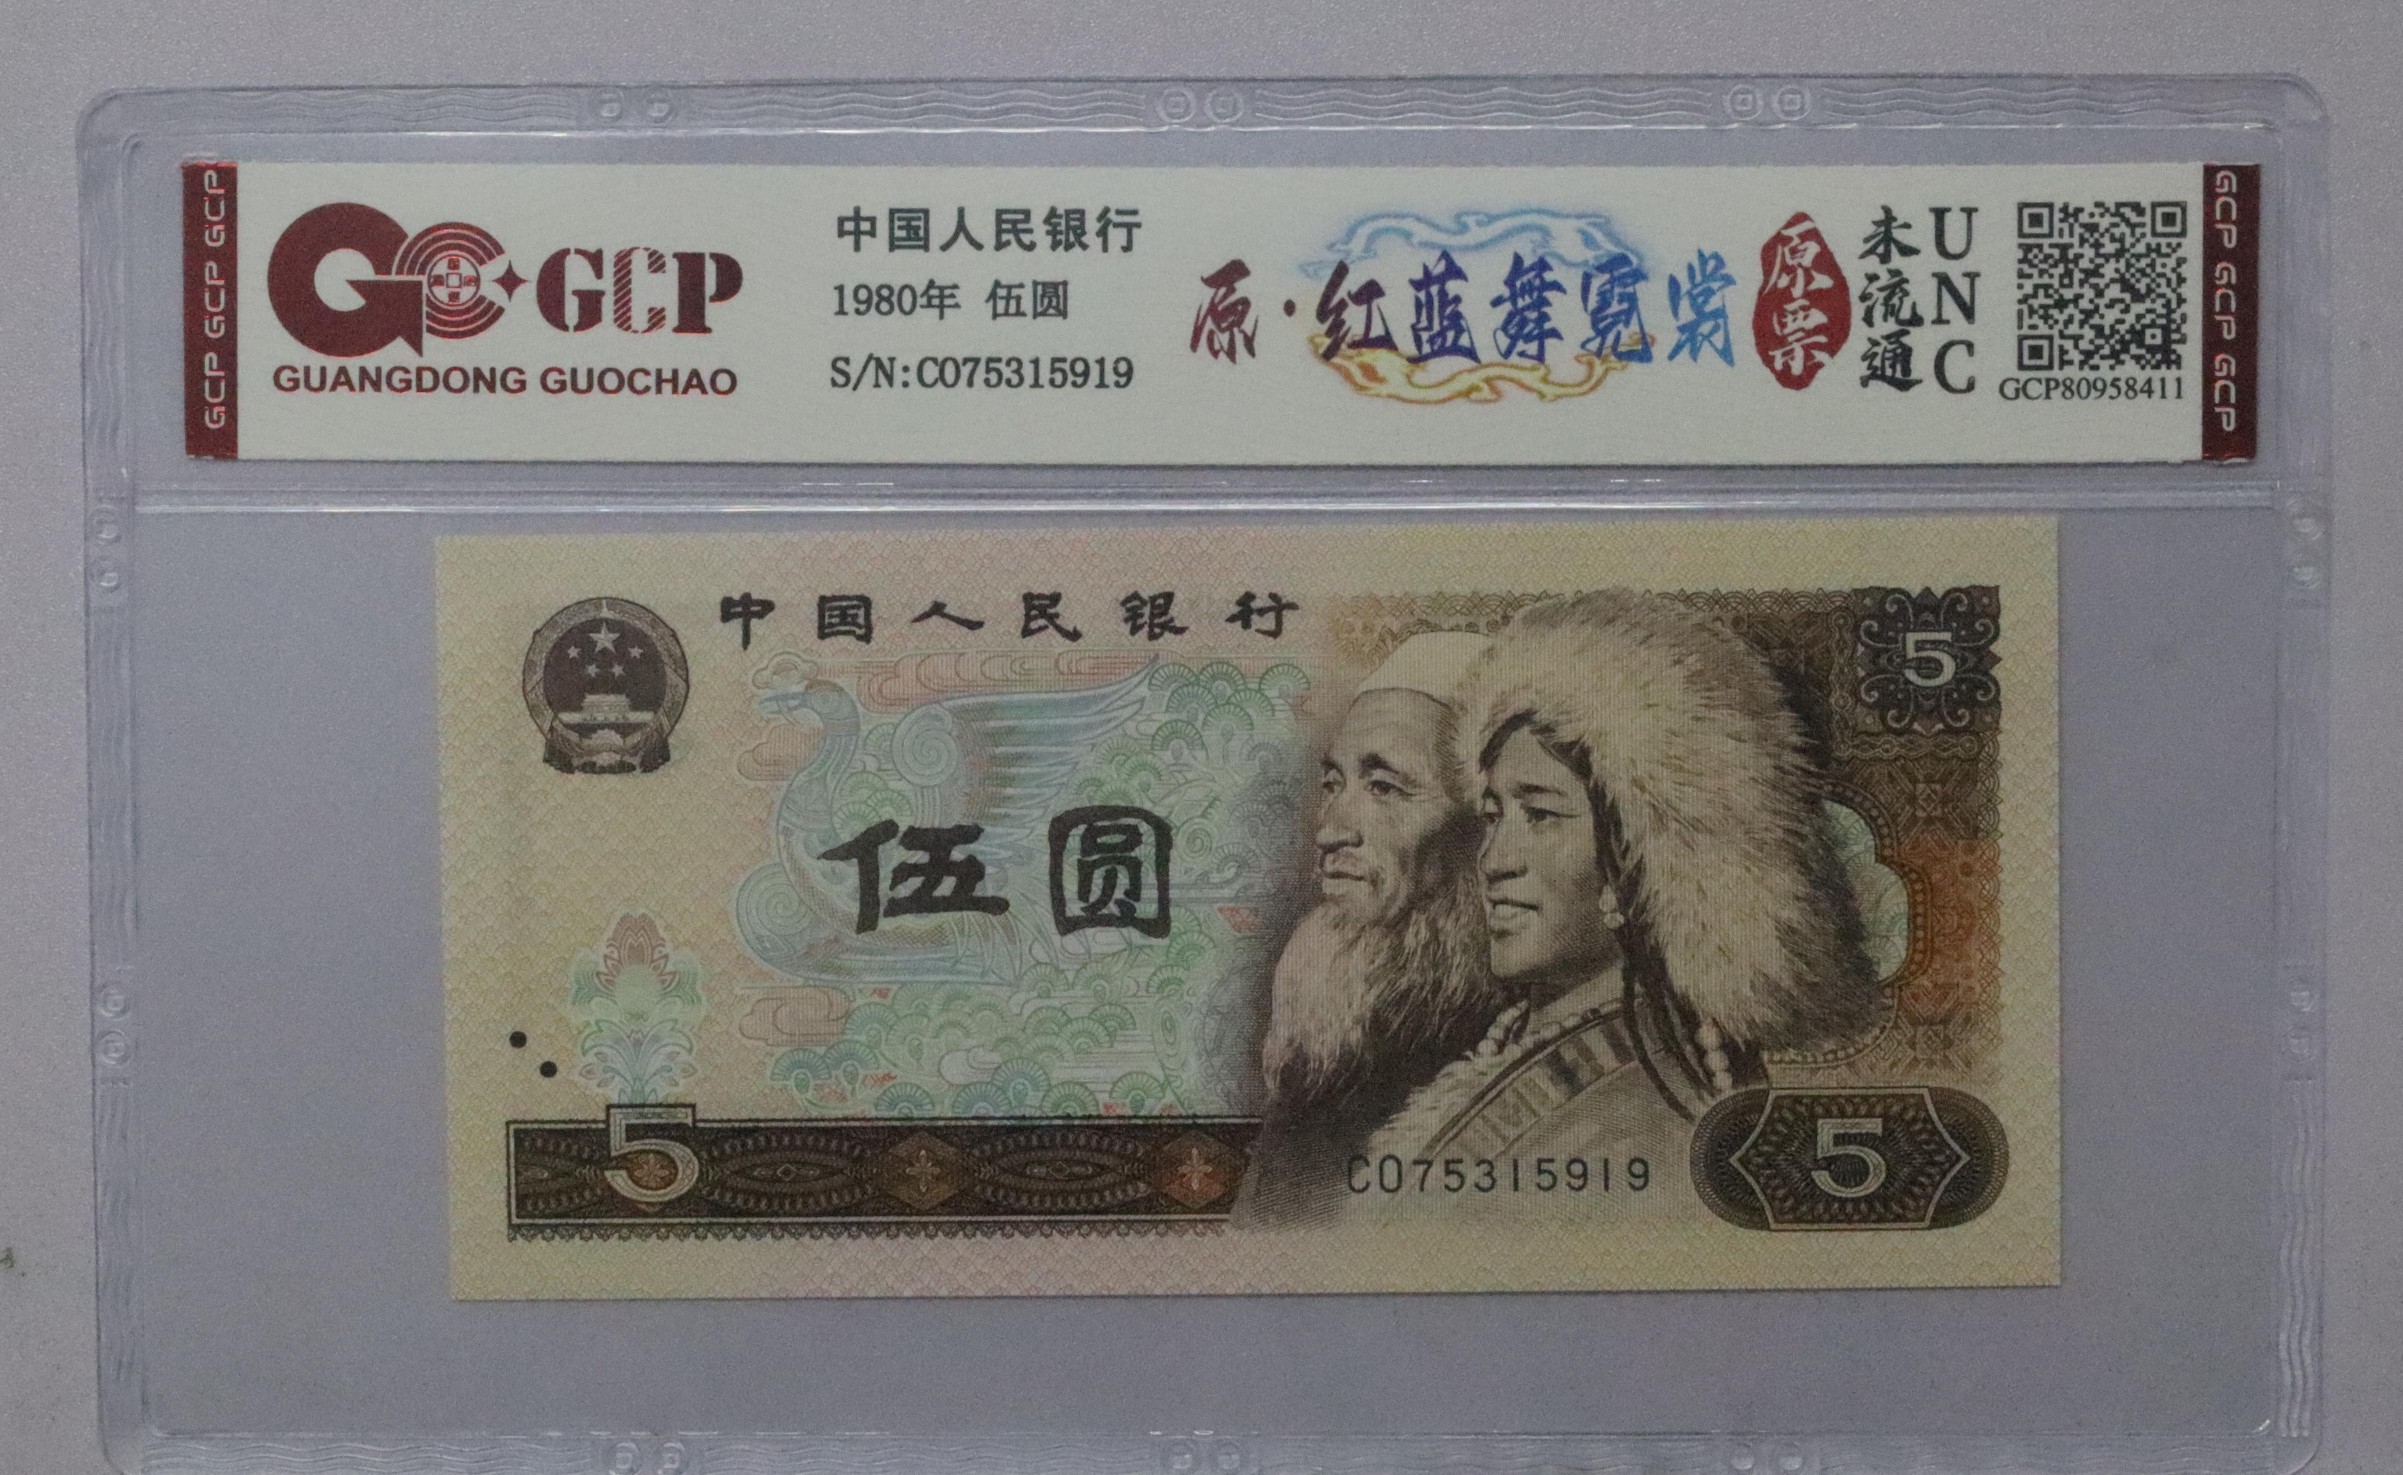 GCP GCP GCP
GCP
GUANGDONG GUOCHAO
中国人民银行
1980年 伍圆
S/N:CO75315919
原·红蓝舞霓裳
原票
未流通
UNC
GCP80958411
GCP GCP GCP
中国人民银行
5
伍圆
5
CO75315919
5